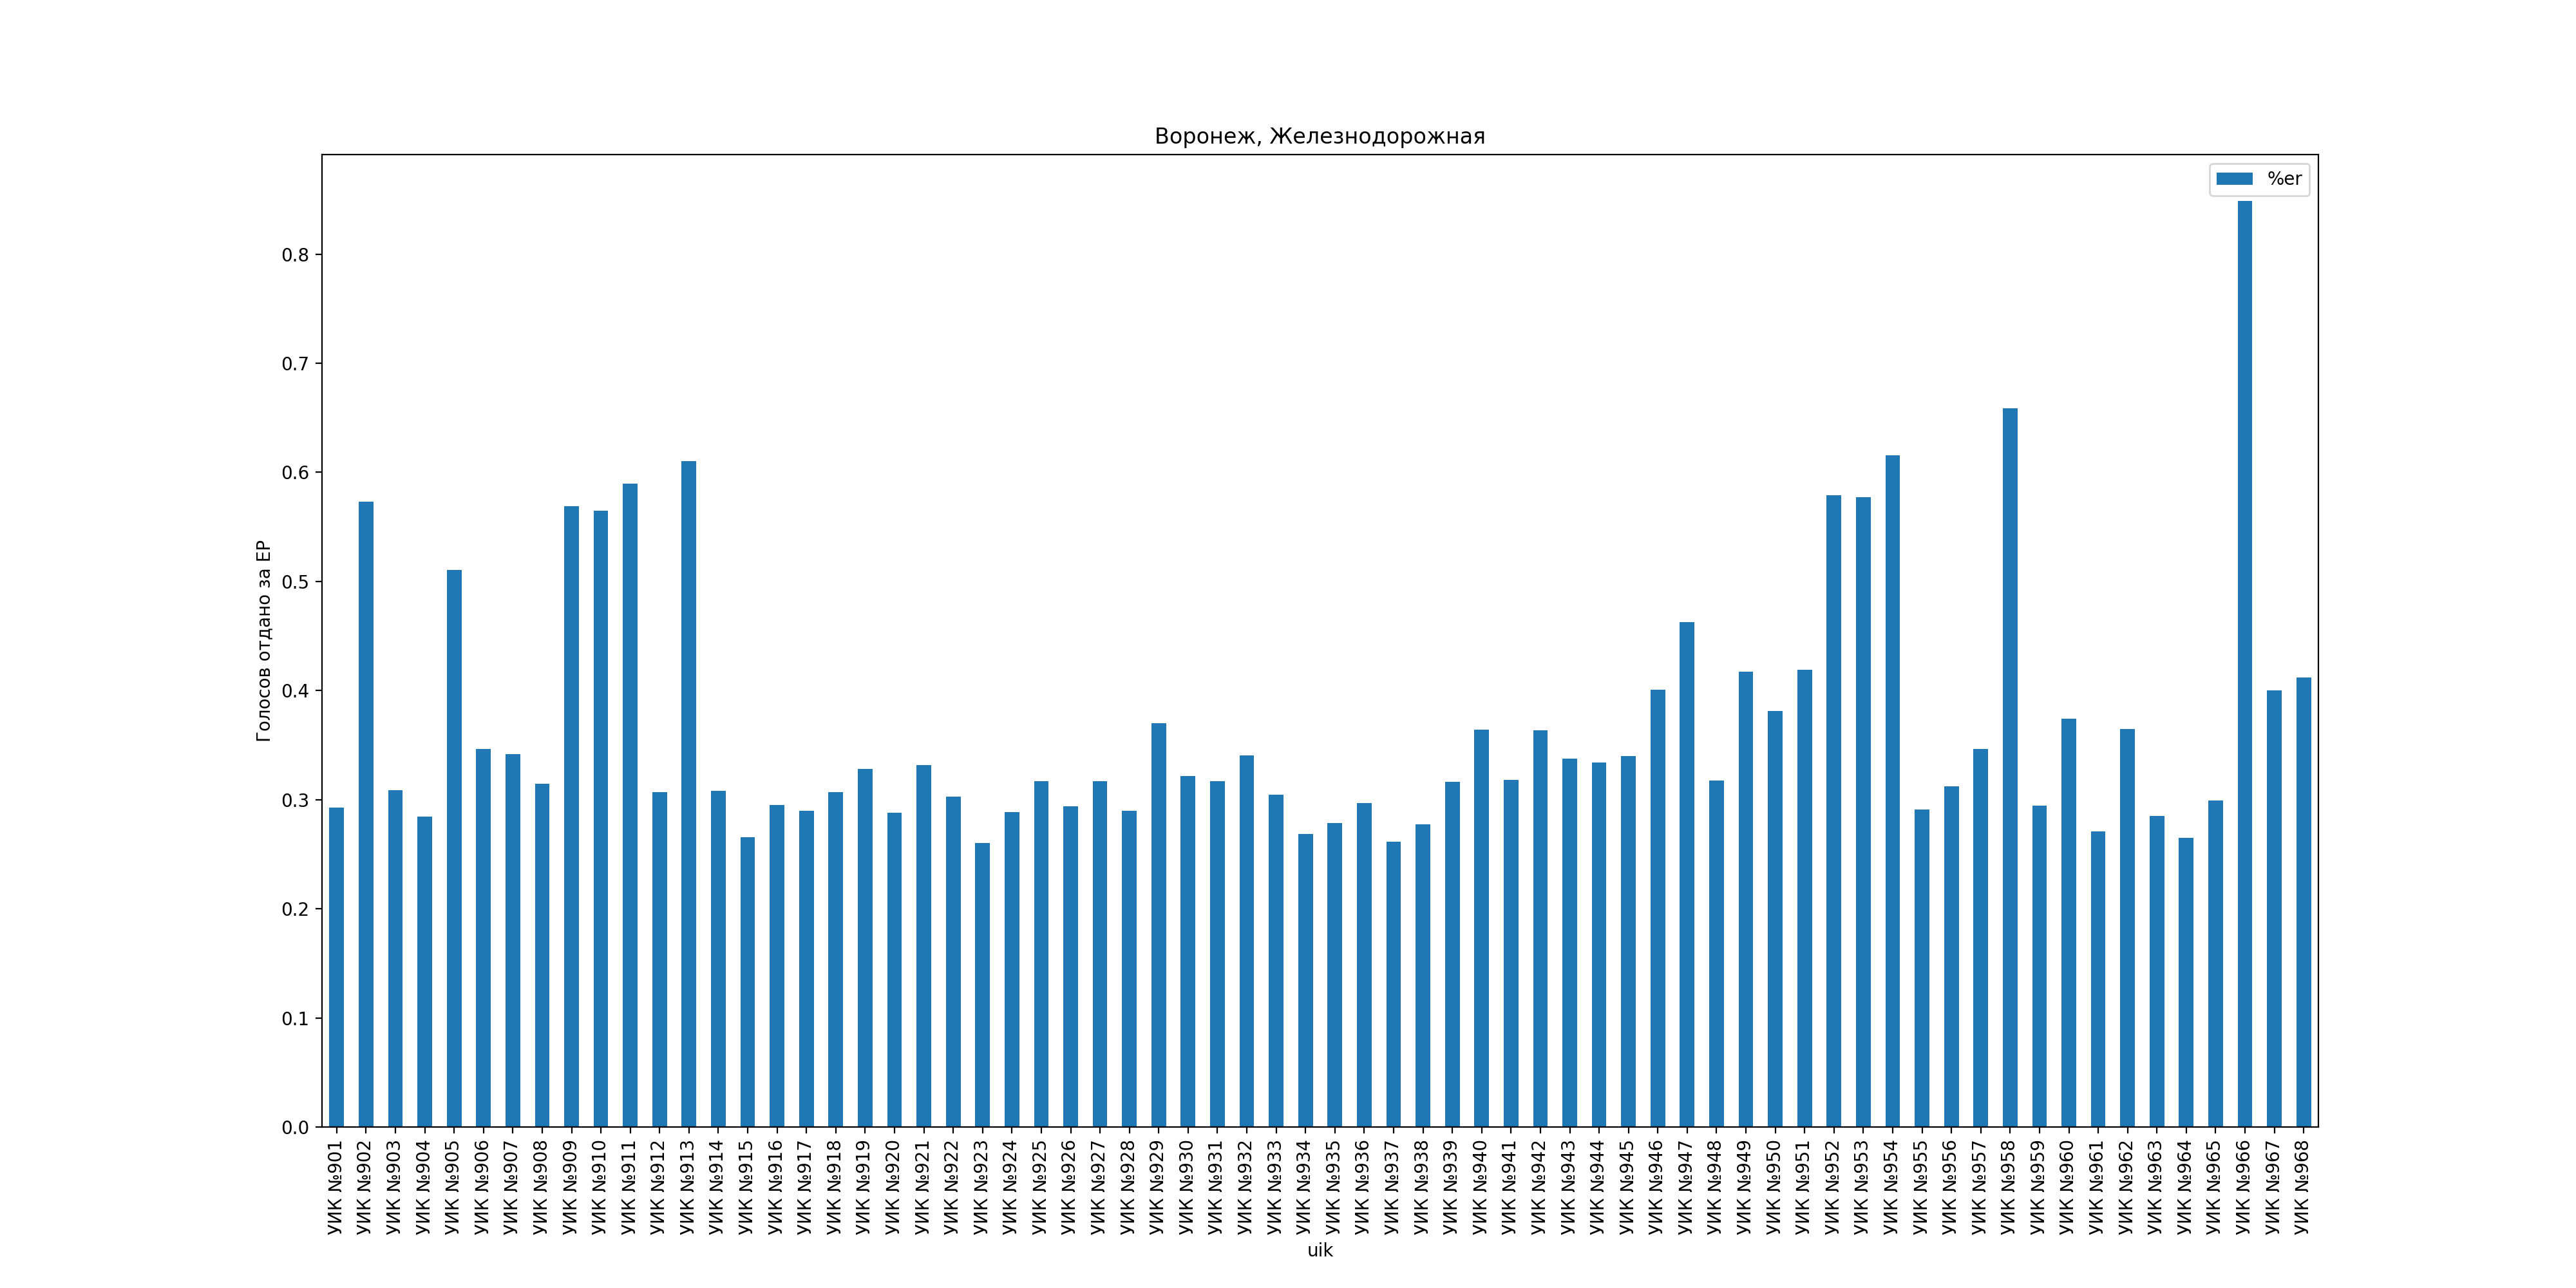 Воронеж, Железнодорожная
%er
Голосов отдано за ЕР
0.8
0.7
0.6
0.5
0.4
0.3
0.2
0.1
0.0
УИК №901
УИК №902
УИК №903
УИК №904
УИК №905
УИК №906
УИК №907
УИК №908
УИК №909
УИК №910
УИК №911
УИК №912
УИК №913
УИК №914
УИК №915
УИК №916
УИК №917
УИК №918
УИК №919
УИК №920
УИК №921
УИК №922
УИК №923
УИК №924
УИК №925
УИК №926
УИК №927
УИК №928
УИК №929
УИК №930
УИК №931
УИК №932
УИК №933
УИК №934
УИК №935
УИК №936
УИК №937
УИК №938
УИК №939
УИК №940
УИК №941
УИК №942
УИК №943
УИК №944
УИК №945
УИК №946
УИК №947
УИК №948
УИК №949
УИК №950
УИК №951
УИК №952
УИК №953
УИК №954
УИК №955
УИК №956
УИК №957
УИК №958
УИК №959
УИК №960
УИК №961
УИК №962
УИК №963
УИК №964
УИК №965
УИК №966
УИК №967
УИК №968
uik